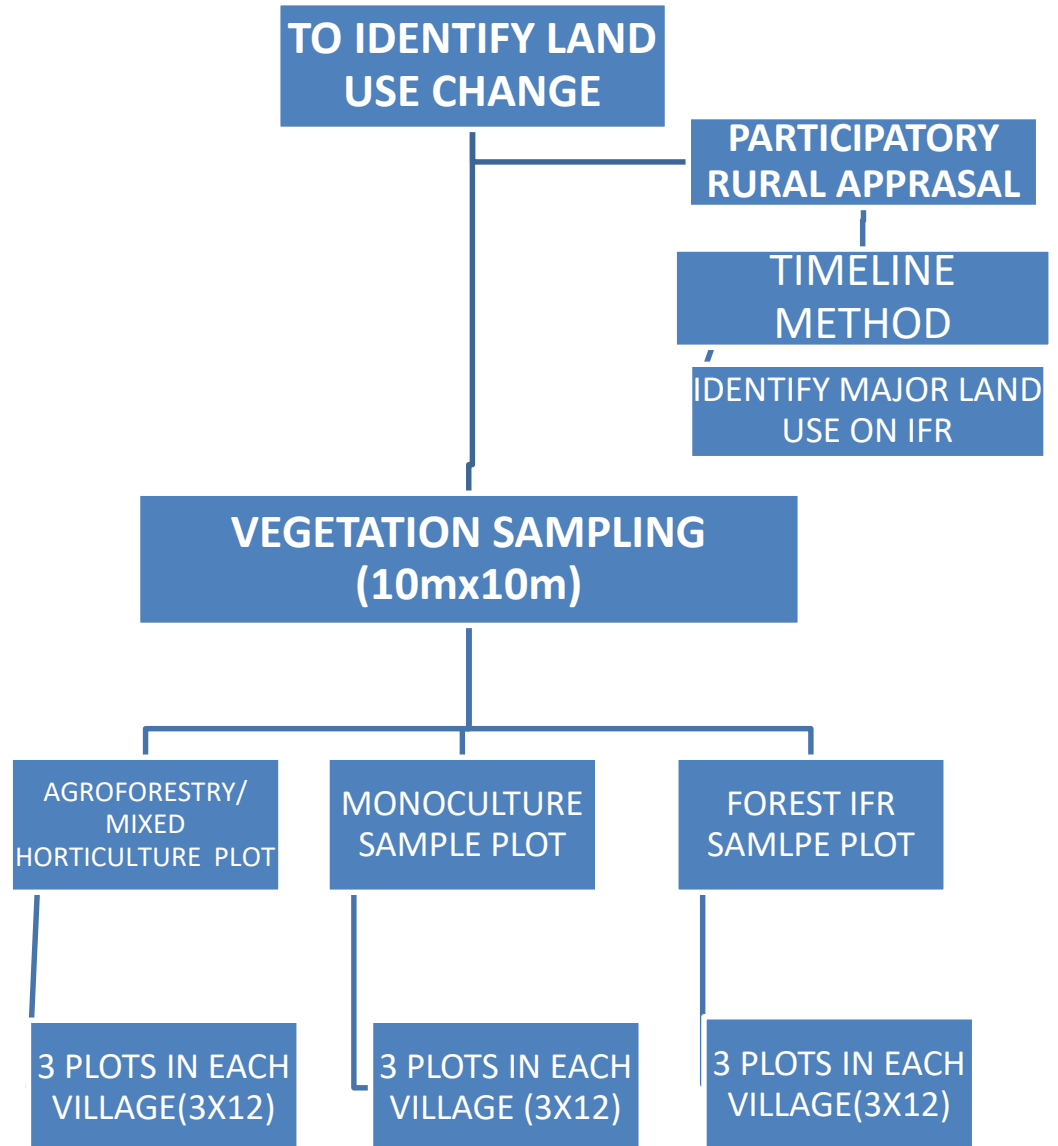 TO IDENTIFY LAND
USE CHANGE
PARTICIPATORY
RURAL APPRASAL
TIMELINE
METHOD
IDENTIFY MAJOR LAND
USE ON IFR
VEGETATION SAMPLING
(10mx10m)
AGROFORESTRY/
MIXED
HORTICULTURE PLOT
MONOCULTURE
SAMPLE PLOT
FOREST IFR
SAMLPE PLOT
3 PLOTS IN EACH
VILLAGE(3X12)
3 PLOTS IN EACH
VILLAGE (3X12)
3 PLOTS IN EACH
VILLAGE(3X12)